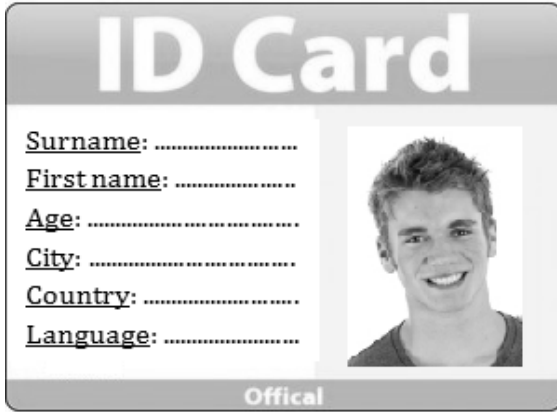 ID Card
Surname: ........................
First name: ....................
Age: ...................................
City: ..................................
Country: ..........................
Language: .......................
Offical